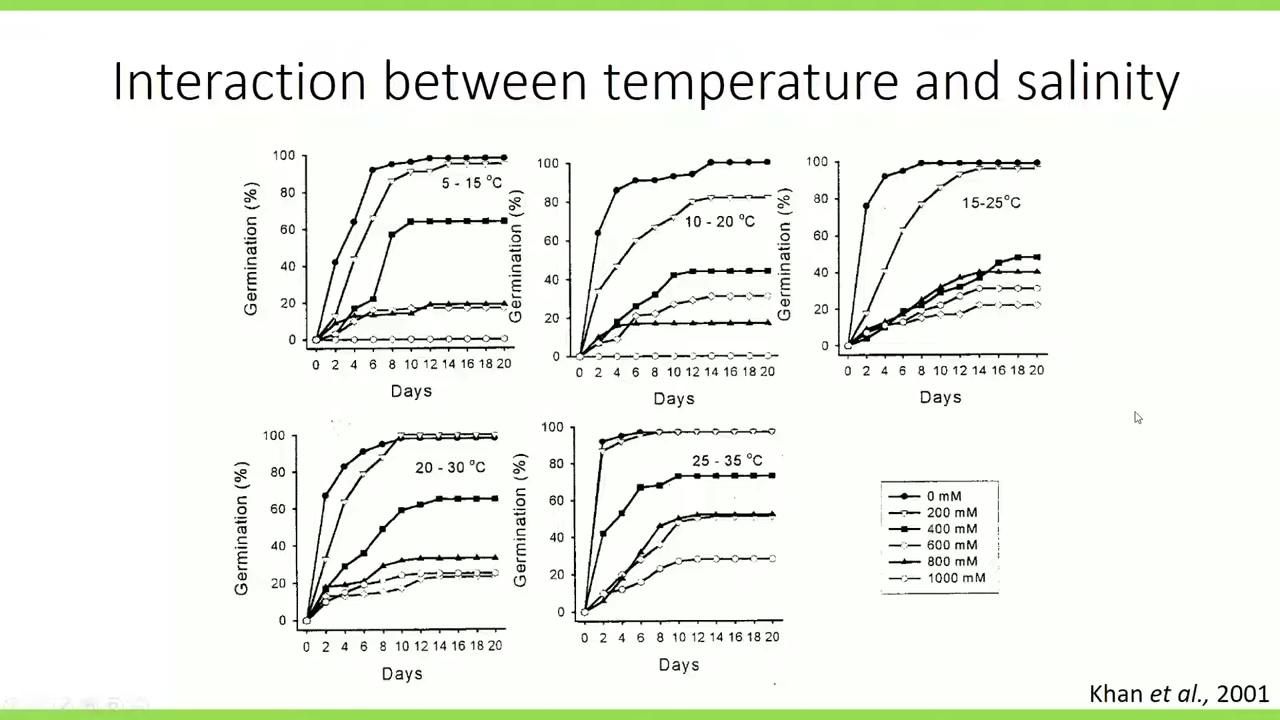 Interaction between temperature and salinity
100
80
60
40
20
0
Germination (%)
5 - 15 °C
0 2 4 6 8 10 12 14 16 18 20
Days
100
80
60
40
20
0
Germination (%)
10 - 20 °C
0 2 4 6 8 10 12 14 16 18 20
Days
100
80
60
40
20
0
Germination (%)
15-25°C
0 2 4 6 8 10 12 14 16 18 20
Days
100
80
60
40
20
0
Germination (%)
20 - 30 °C
0 2 4 6 8 10 12 14 16 18 20
Days
100
80
60
40
20
0
Germination (%)
25 - 35 °C
0 2 4 6 8 10 12 14 16 18 20
Days
0 mM
200 mM
400 mM
600 mM
800 mM
1000 mM
Khan et al., 2001